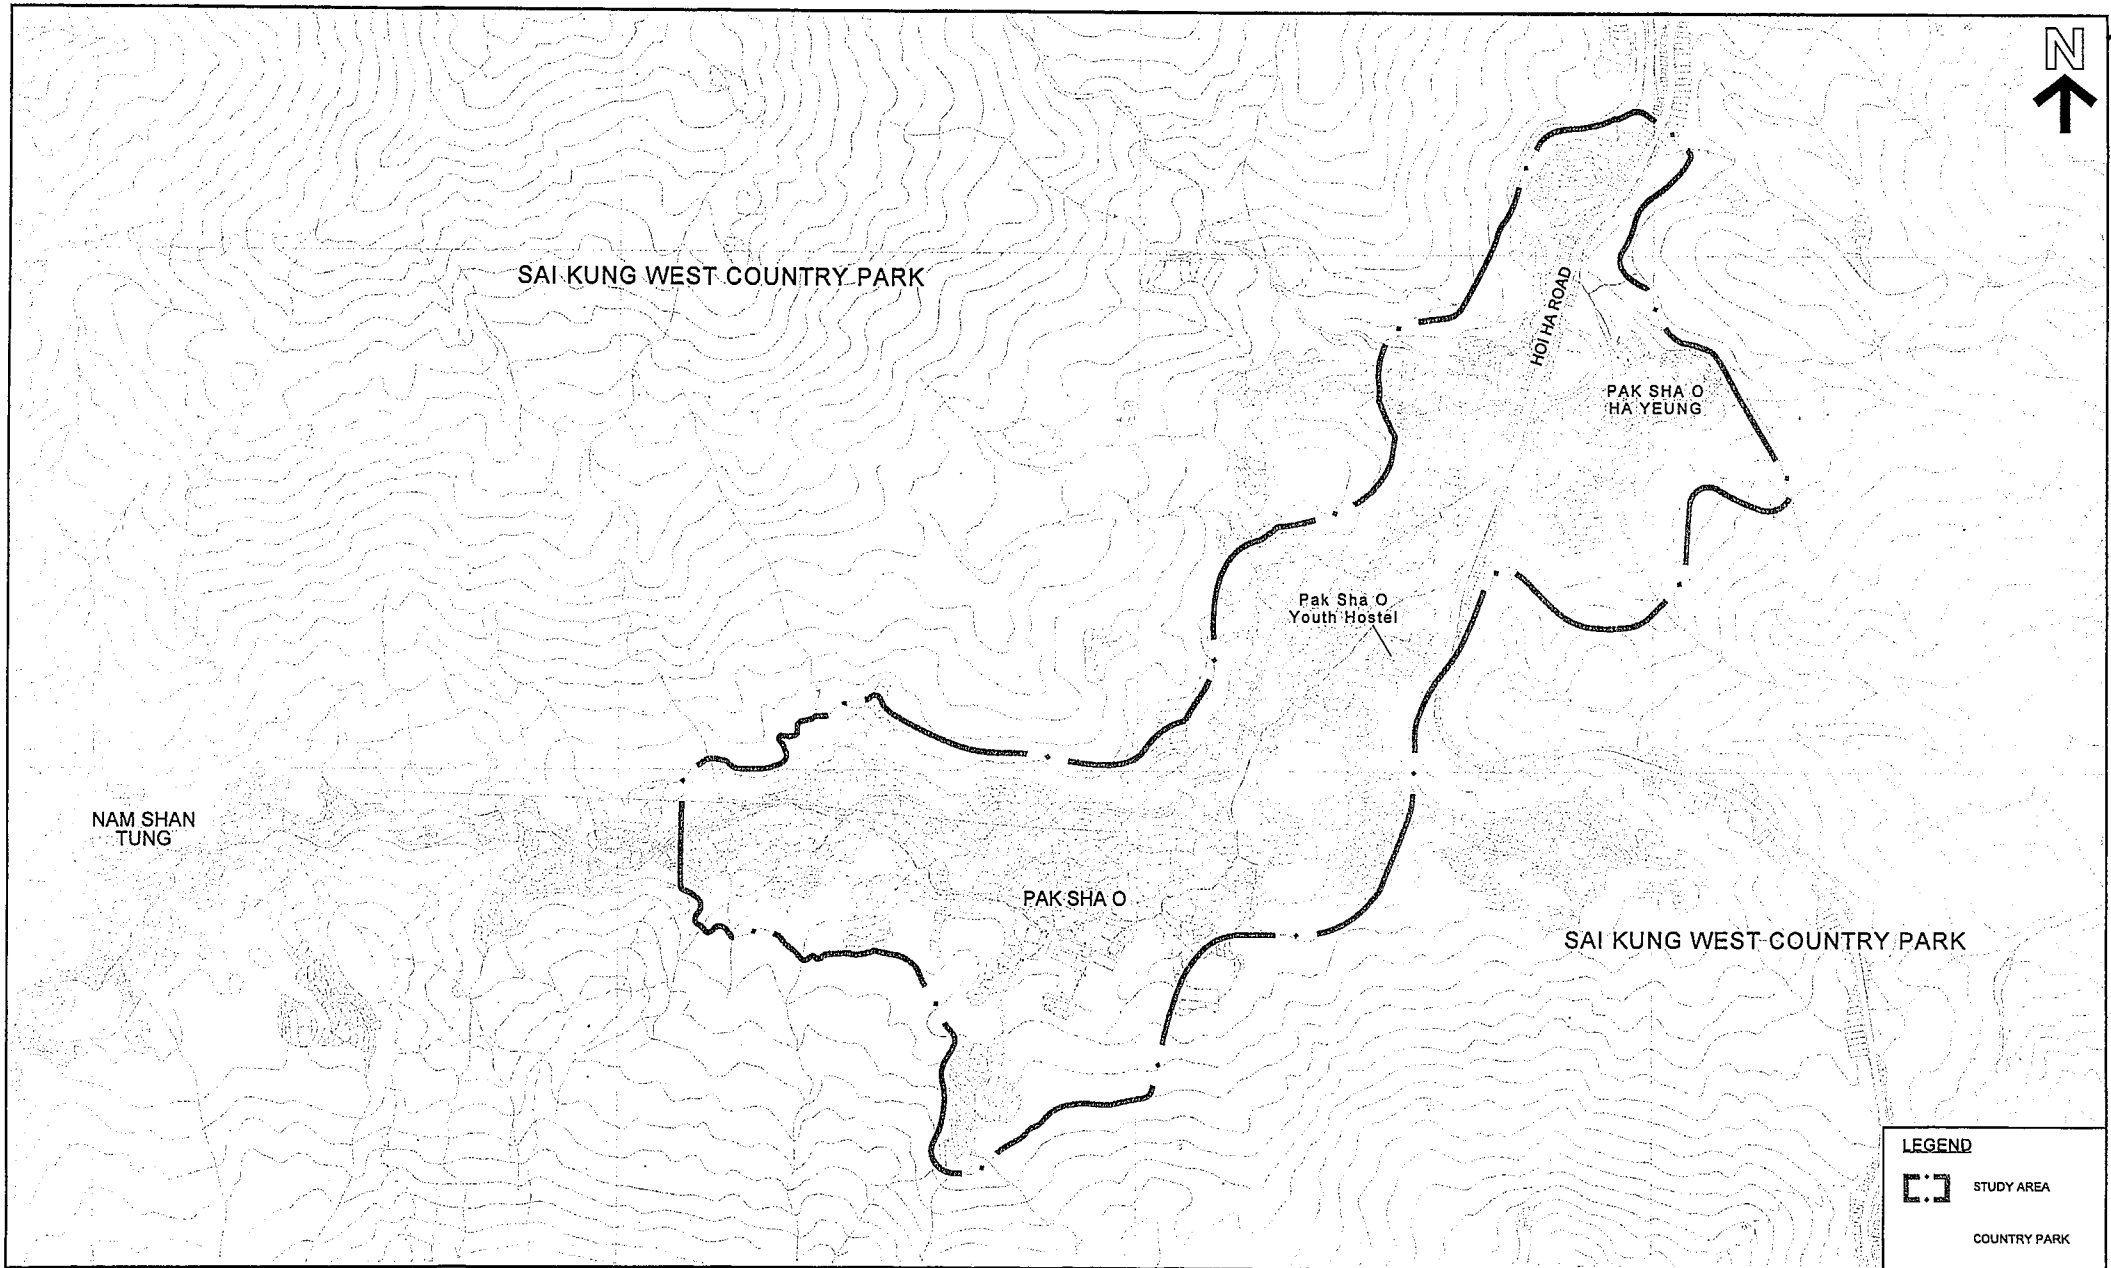 N
SAI KUNG WEST COUNTRY PARK
HOI HA ROAD
PAK SHA O
HA YEUNG
Pak Sha O
Youth Hostel
NAM SHAN
TUNG
PAK SHA O
SAI KUNG WEST COUNTRY PARK
LEGEND
STUDY AREA
COUNTRY PARK